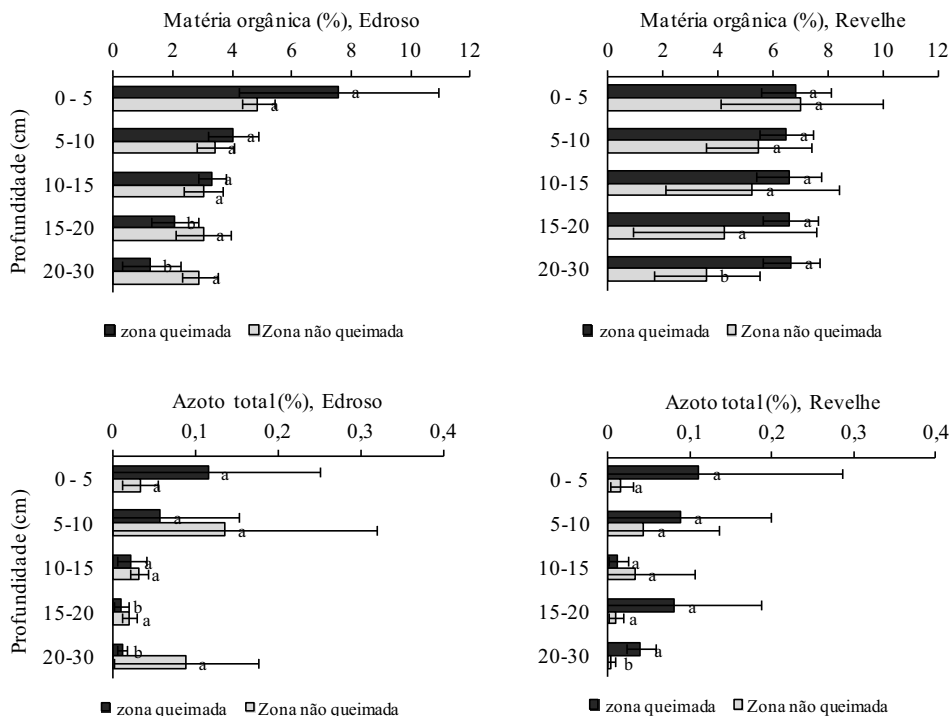 Matéria orgânica (%), Edroso
0 2 4 6 8 10 12
Profundidade (cm)
0 - 5 a a
5-10 a a
10-15 a a
15-20 b a
20-30 b a
zona queimada Zona não queimada
Matéria orgânica (%), Revelhe
0 2 4 6 8 10 12
0 - 5 a a
5-10 a a
10-15 a a
15-20 a a
20-30 a b
zona queimada Zona não queimada
Azoto total (%), Edroso
0 0,1 0,2 0,3 0,4
Profundidade (cm)
0 - 5 a a
5-10 a a
10-15 a a
15-20 b a
20-30 b a
zona queimada Zona não queimada
Azoto total (%), Revelhe
0 0,1 0,2 0,3 0,4
0 - 5 a a
5-10 a a
10-15 a a
15-20 a a
20-30 a b
zona queimada Zona não queimada